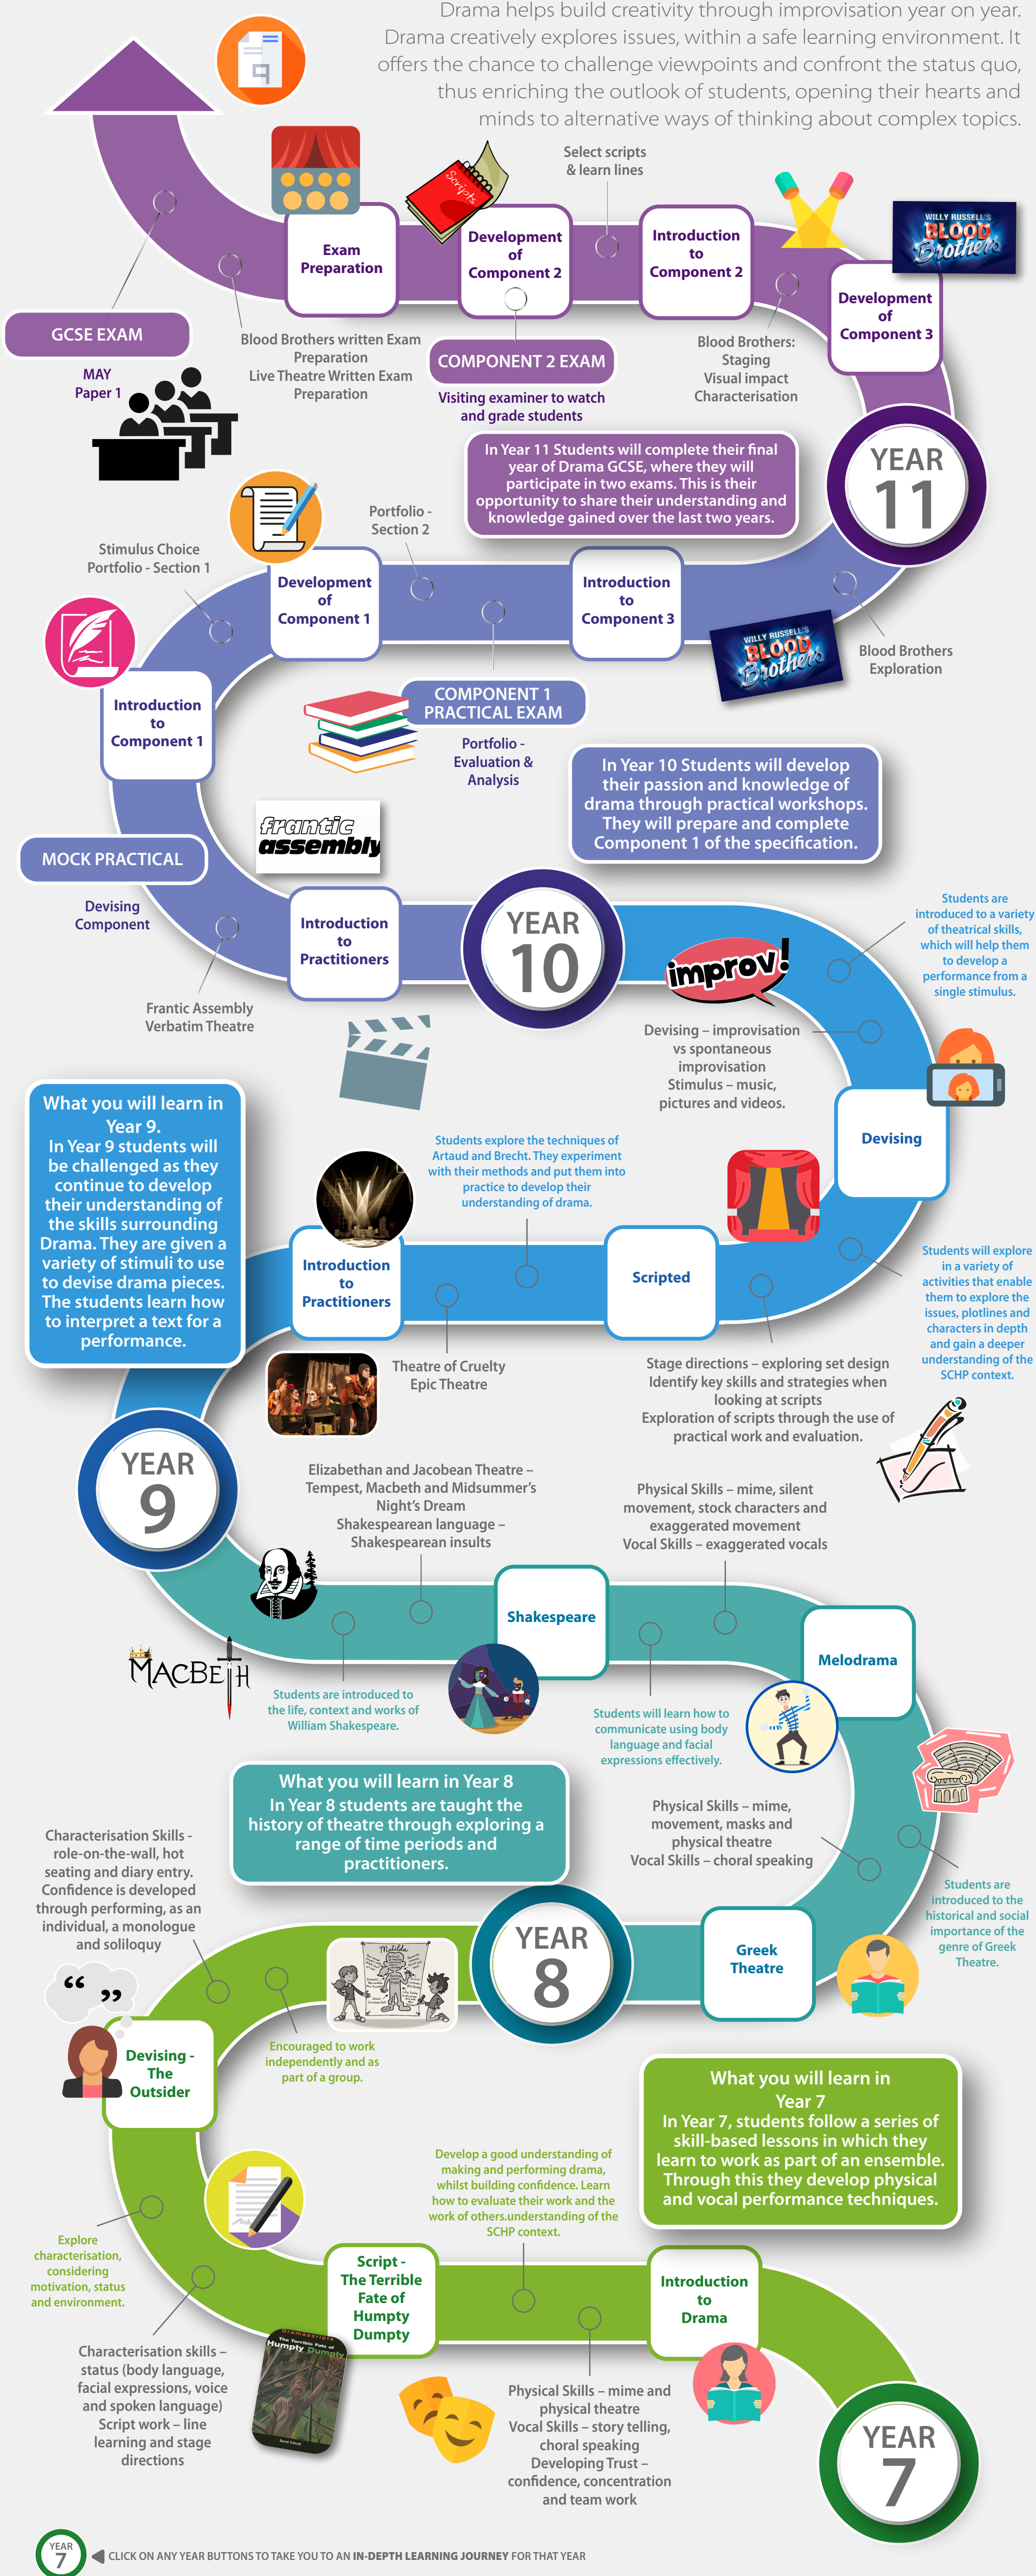 Drama helps build creativity through improvisation year on year.
Drama creatively explores issues, within a safe learning environment. It
offers the chance to challenge viewpoints and confront the status quo,
thus enriching the outlook of students, opening their hearts and
minds to alternative ways of thinking about complex topics.
Select scripts
& learn lines
Scripts
WILLY RUSSELL'S
BLOOD
Brothers
Exam
Preparation
Development
of
Component 2
Introduction
to
Component 2
Development
of
Component 3
GCSE EXAM
MAY
Paper 1
Blood Brothers written Exam
Preparation
Live Theatre Written Exam
Preparation
COMPONENT 2 EXAM
Visiting examiner to watch
and grade students
Blood Brothers:
Staging
Visual impact
Characterisation
In Year 11 Students will complete their final
year of Drama GCSE, where they will
participate in two exams. This is their
opportunity to share their understanding and
knowledge gained over the last two years.
YEAR
11
Portfolio -
Section 2
Stimulus Choice
Portfolio - Section 1
Development
of
Component 1
Introduction
to
Component 3
WILLY RUSSELL'S
BLOOD
Brothers
Blood Brothers
Exploration
Introduction
to
Component 1
COMPONENT 1
PRACTICAL EXAM
Portfolio -
Evaluation &
Analysis
In Year 10 Students will develop
their passion and knowledge of
drama through practical workshops.
They will prepare and complete
Component 1 of the specification.
frantic
assembly
MOCK PRACTICAL
Devising
Component
Introduction
to
Practitioners
YEAR
10
Frantic Assembly
Verbatim Theatre
improv!
Students are
introduced to a variety
of theatrical skills,
which will help them
to develop a
performance from a
single stimulus.
Devising – improvisation
vs spontaneous
improvisation
Stimulus – music,
pictures and videos.
Devising
What you will learn in
Year 9.
In Year 9 students will
be challenged as they
continue to develop
their understanding of
the skills surrounding
Drama. They are given a
variety of stimuli to use
to devise drama pieces.
The students learn how
to interpret a text for a
performance.
Students explore the techniques of
Artaud and Brecht. They experiment
with their methods and put them into
practice to develop their
understanding of drama.
Introduction
to
Practitioners
Scripted
Students will explore
in a variety of
activities that enable
them to explore the
issues, plotlines and
characters in depth
and gain a deeper
understanding of the
SCHP context.
Theatre of Cruelty
Epic Theatre
Stage directions – exploring set design
Identify key skills and strategies when
looking at scripts
Exploration of scripts through the use of
practical work and evaluation.
YEAR
9
Elizabethan and Jacobean Theatre –
Tempest, Macbeth and Midsummer's
Night's Dream
Shakespearean language –
Shakespearean insults
Physical Skills – mime, silent
movement, stock characters and
exaggerated movement
Vocal Skills – exaggerated vocals
Shakespeare
Melodrama
MACBETH
Students are introduced to
the life, context and works of
William Shakespeare.
Students will learn how to
communicate using body
language and facial
expressions effectively.
What you will learn in Year 8
In Year 8 students are taught the
history of theatre through exploring a
range of time periods and
practitioners.
Physical Skills – mime,
movement, masks and
physical theatre
Vocal Skills – choral speaking
Students are
introduced to the
historical and social
importance of the
genre of Greek
Theatre.
Characterisation Skills -
role-on-the-wall, hot
seating and diary entry.
Confidence is developed
through performing, as an
individual, a monologue
and soliloquy
Matilda
YEAR
8
Greek
Theatre
“ ”
Devising -
The
Outsider
Encouraged to work
independently and as
part of a group.
What you will learn in
Year 7
In Year 7, students follow a series of
skill-based lessons in which they
learn to work as part of an ensemble.
Through this they develop physical
and vocal performance techniques.
Develop a good understanding of
making and performing drama,
whilst building confidence. Learn
how to evaluate their work and the
work of others.understanding of the
SCHP context.
Explore
characterisation,
considering
motivation, status
and environment.
Script -
The Terrible
Fate of
Humpty
Dumpty
Introduction
to
Drama
Dramascripts
The Terrible Fate of
Humpty Dumpty
David Calcutt
Characterisation skills –
status (body language,
facial expressions, voice
and spoken language)
Script work – line
learning and stage
directions
Physical Skills – mime and
physical theatre
Vocal Skills – story telling,
choral speaking
Developing Trust –
confidence, concentration
and team work
YEAR
7
YEAR
7
CLICK ON ANY YEAR BUTTONS TO TAKE YOU TO AN IN-DEPTH LEARNING JOURNEY FOR THAT YEAR